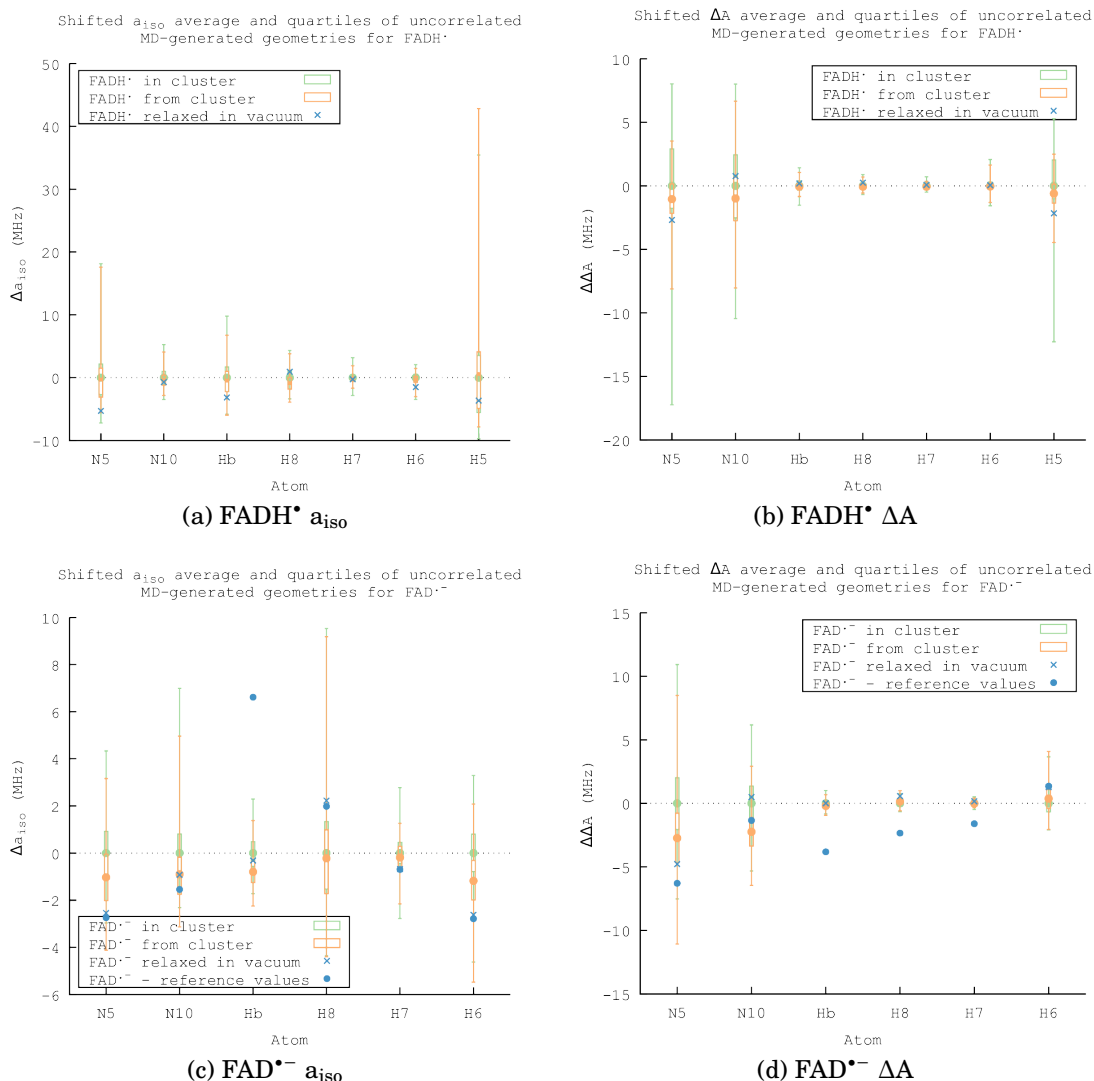 Shifted aiso average and quartiles of uncorrelated
MD-generated geometries for FADH·
50
40
30
20
10
0
-10
Δaiso (MHz)
FADH· in cluster
FADH· from cluster
FADH· relaxed in vacuum
N5 N10 Hb H8 H7 H6 H5
Atom
(a) FADH• aiso
Shifted ΔA average and quartiles of uncorrelated
MD-generated geometries for FADH·
10
5
0
-5
-10
-15
-20
ΔΔA (MHz)
FADH· in cluster
FADH· from cluster
FADH· relaxed in vacuum
N5 N10 Hb H8 H7 H6 H5
Atom
(b) FADH• ΔA
Shifted aiso average and quartiles of uncorrelated
MD-generated geometries for FAD·-
10
8
6
4
2
0
-2
-4
-6
Δaiso (MHz)
FAD·- in cluster
FAD·- from cluster
FAD·- relaxed in vacuum
FAD·- - reference values
N5 N10 Hb H8 H7 H6
Atom
(c) FAD•− aiso
Shifted ΔA average and quartiles of uncorrelated
MD-generated geometries for FAD·-
15
10
5
0
-5
-10
-15
ΔΔA (MHz)
FAD·- in cluster
FAD·- from cluster
FAD·- relaxed in vacuum
FAD·- - reference values
N5 N10 Hb H8 H7 H6
Atom
(d) FAD•− ΔA